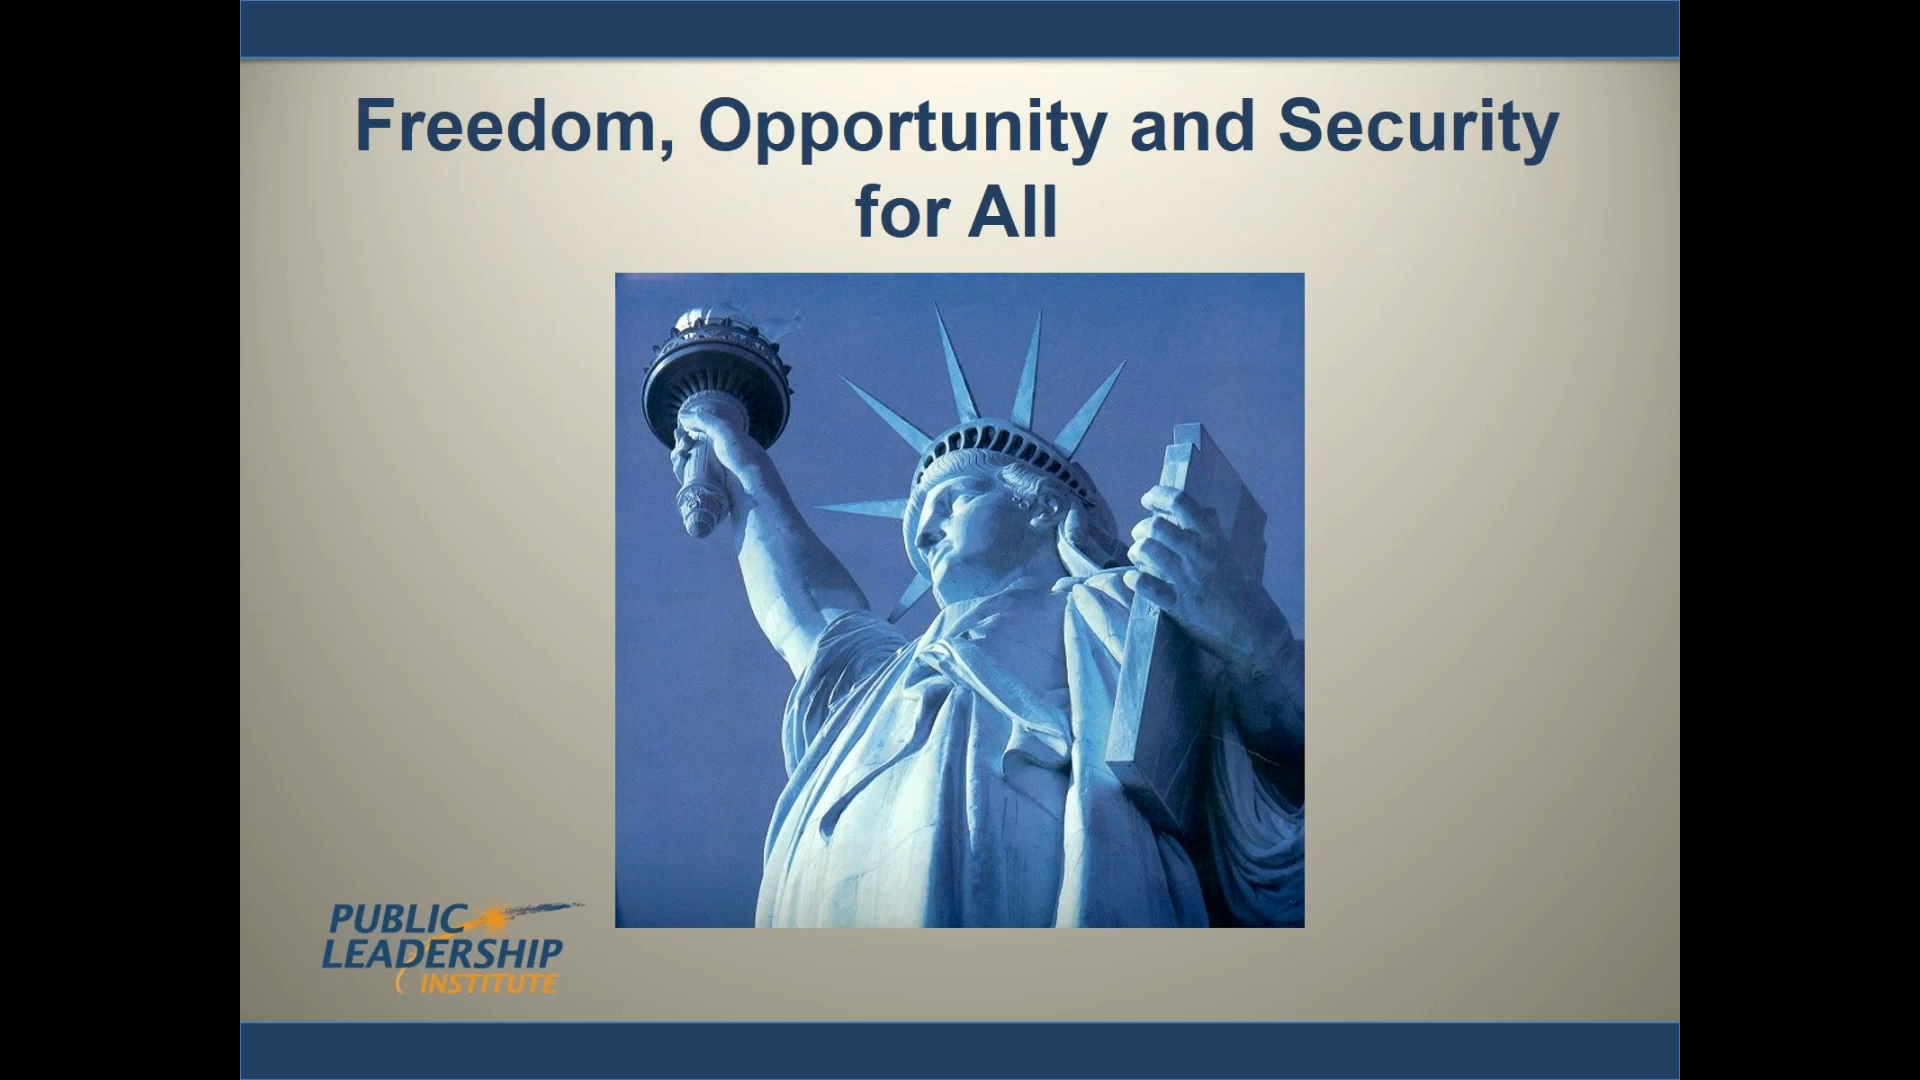 Freedom, Opportunity and Security
for All
PUBLIC
LEADERSHIP
INSTITUTE